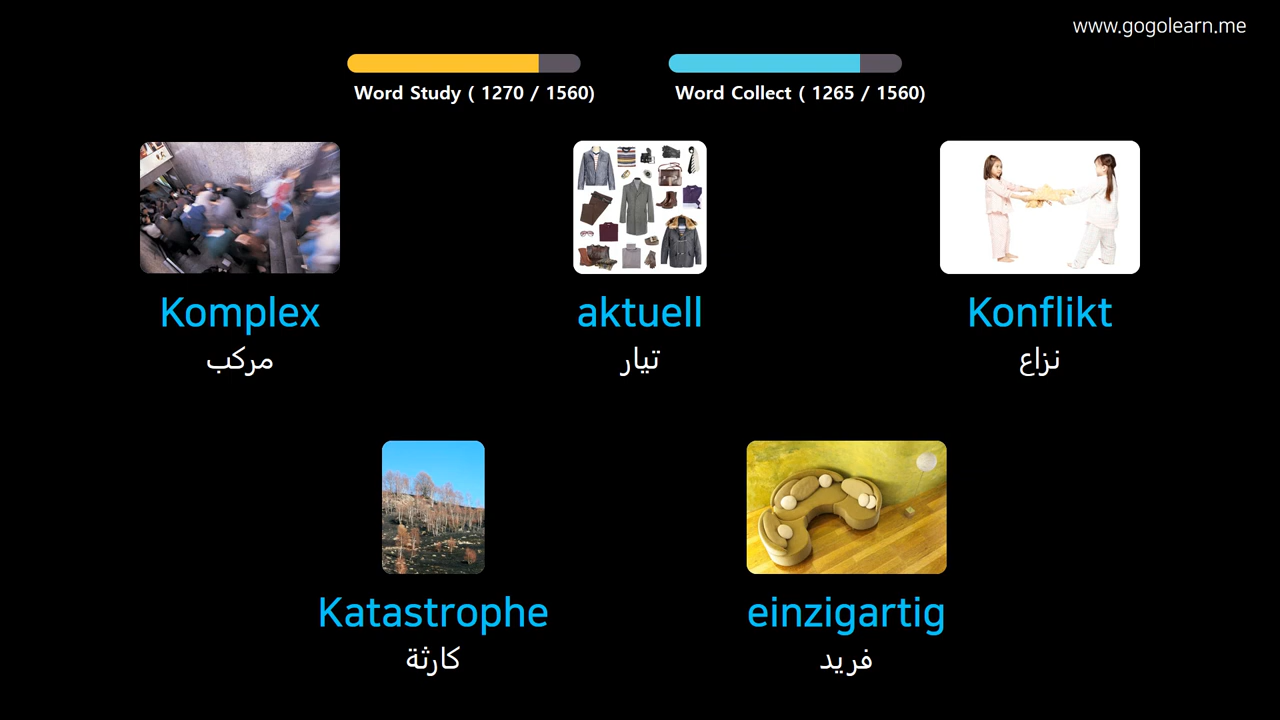 www.gogolearn.me
Word Study ( 1270 / 1560)
Word Collect ( 1265 / 1560)
Komplex
مركب
aktuell
تيار
Konflikt
نزاع
Katastrophe
كارثة
einzigartig
فريد